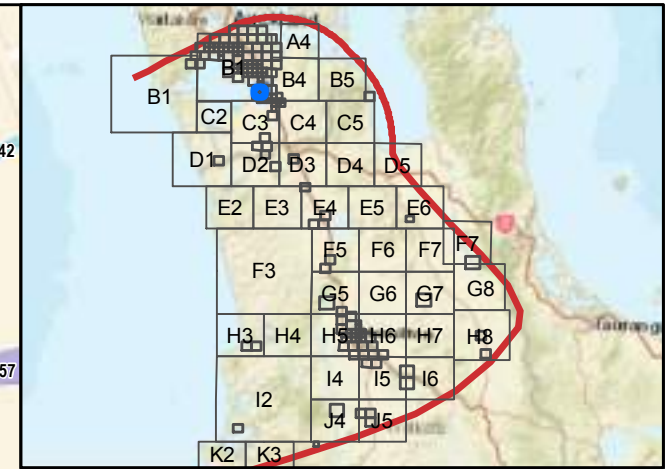 A4
B1 B4 B5
B1
42 C2 C3 C4 C5
D1 D2 D3 D4 D5
E2 E3 E4 E5 E6
F3 F5 F6 F7 F7
G5 G6 G7 G8
H3 H4 H5 H6 H7 H8
57 I2 I4 I5 I6
J4 J5
K2 K3